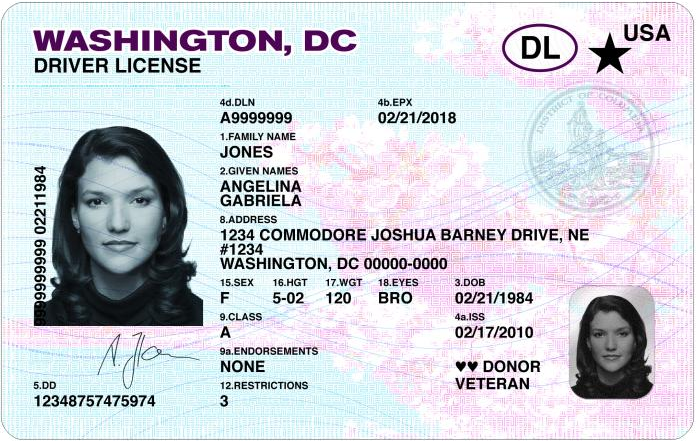 WASHINGTON, DC
DRIVER LICENSE
DL
USA
4d.DLN
A9999999
4b.EPX
02/21/2018
1.FAMILY NAME
JONES
2.GIVEN NAMES
ANGELINA
GABRIELA
8.ADDRESS
1234 COMMODORE JOSHUA BARNEY DRIVE, NE
#1234
WASHINGTON, DC 00000-0000
15.SEX 16.HGT 17.WGT 18.EYES 3.DOB
F 5-02 120 BRO 02/21/1984
9.CLASS
A
4a.ISS
02/17/2010
9a.ENDORSEMENTS
NONE
♥♥ DONOR
VETERAN
12.RESTRICTIONS
3
5.DD
12348757475974
9999999999 02211984
DISTRICT OF COLUMBIA